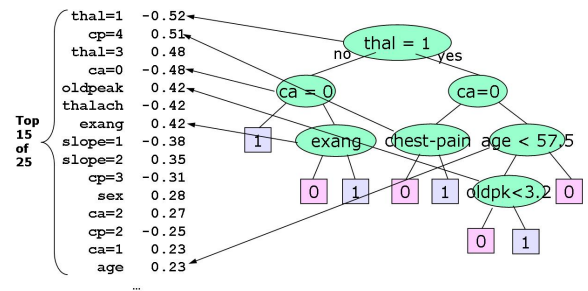 thal=1 -0.52
cp=4 0.51
thal=3 0.48
ca=0 -0.48
oldpeak 0.42
thalach -0.42
exang 0.42
slope=1 -0.38
slope=2 0.35
cp=3 -0.31
sex 0.28
ca=2 0.27
cp=2 -0.25
ca=1 0.23
age 0.23
…
Top
15
of
25
thal = 1
no yes
ca = 0 ca=0
1 exang chest-pain age < 57.5
0 1 0 1 oldpk<3.2 0
0 1